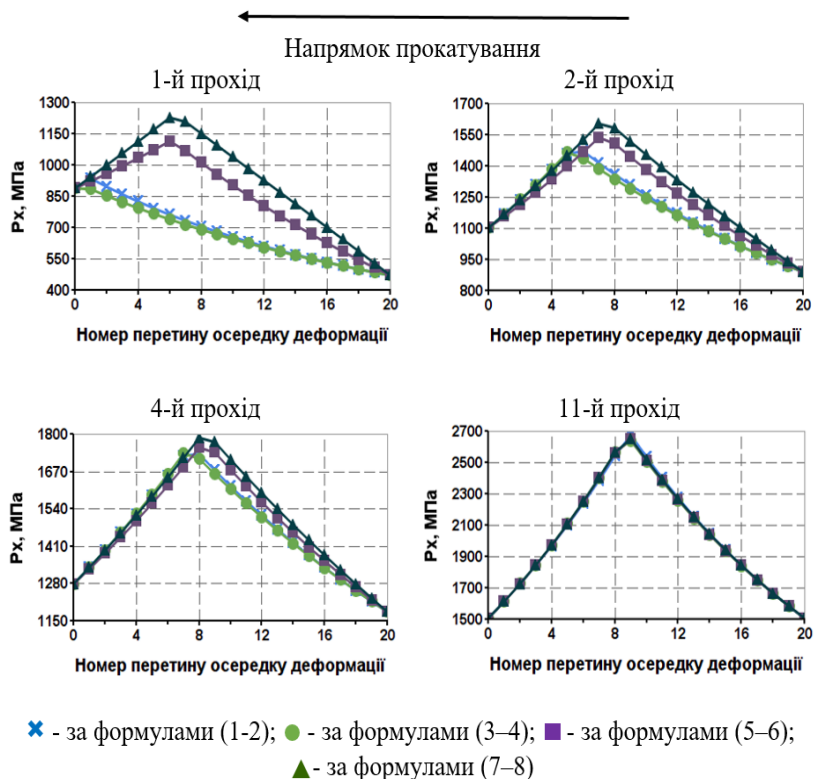 Напрямок прокатування
1-й прохід
2-й прохід
Px, МПа
1300
1150
1000
850
700
550
400
0 4 8 12 16 20
Номер перетину осередку деформації
Px, МПа
1700
1550
1400
1250
1100
950
800
0 4 8 12 16 20
Номер перетину осередку деформації
4-й прохід
11-й прохід
Px, МПа
1800
1670
1540
1410
1280
1150
0 4 8 12 16 20
Номер перетину осередку деформації
Px, МПа
2700
2500
2300
2100
1900
1700
1500
0 4 8 12 16 20
Номер перетину осередку деформації
- за формулами (1-2); - за формулами (3–4); - за формулами (5–6);
- за формулами (7–8)